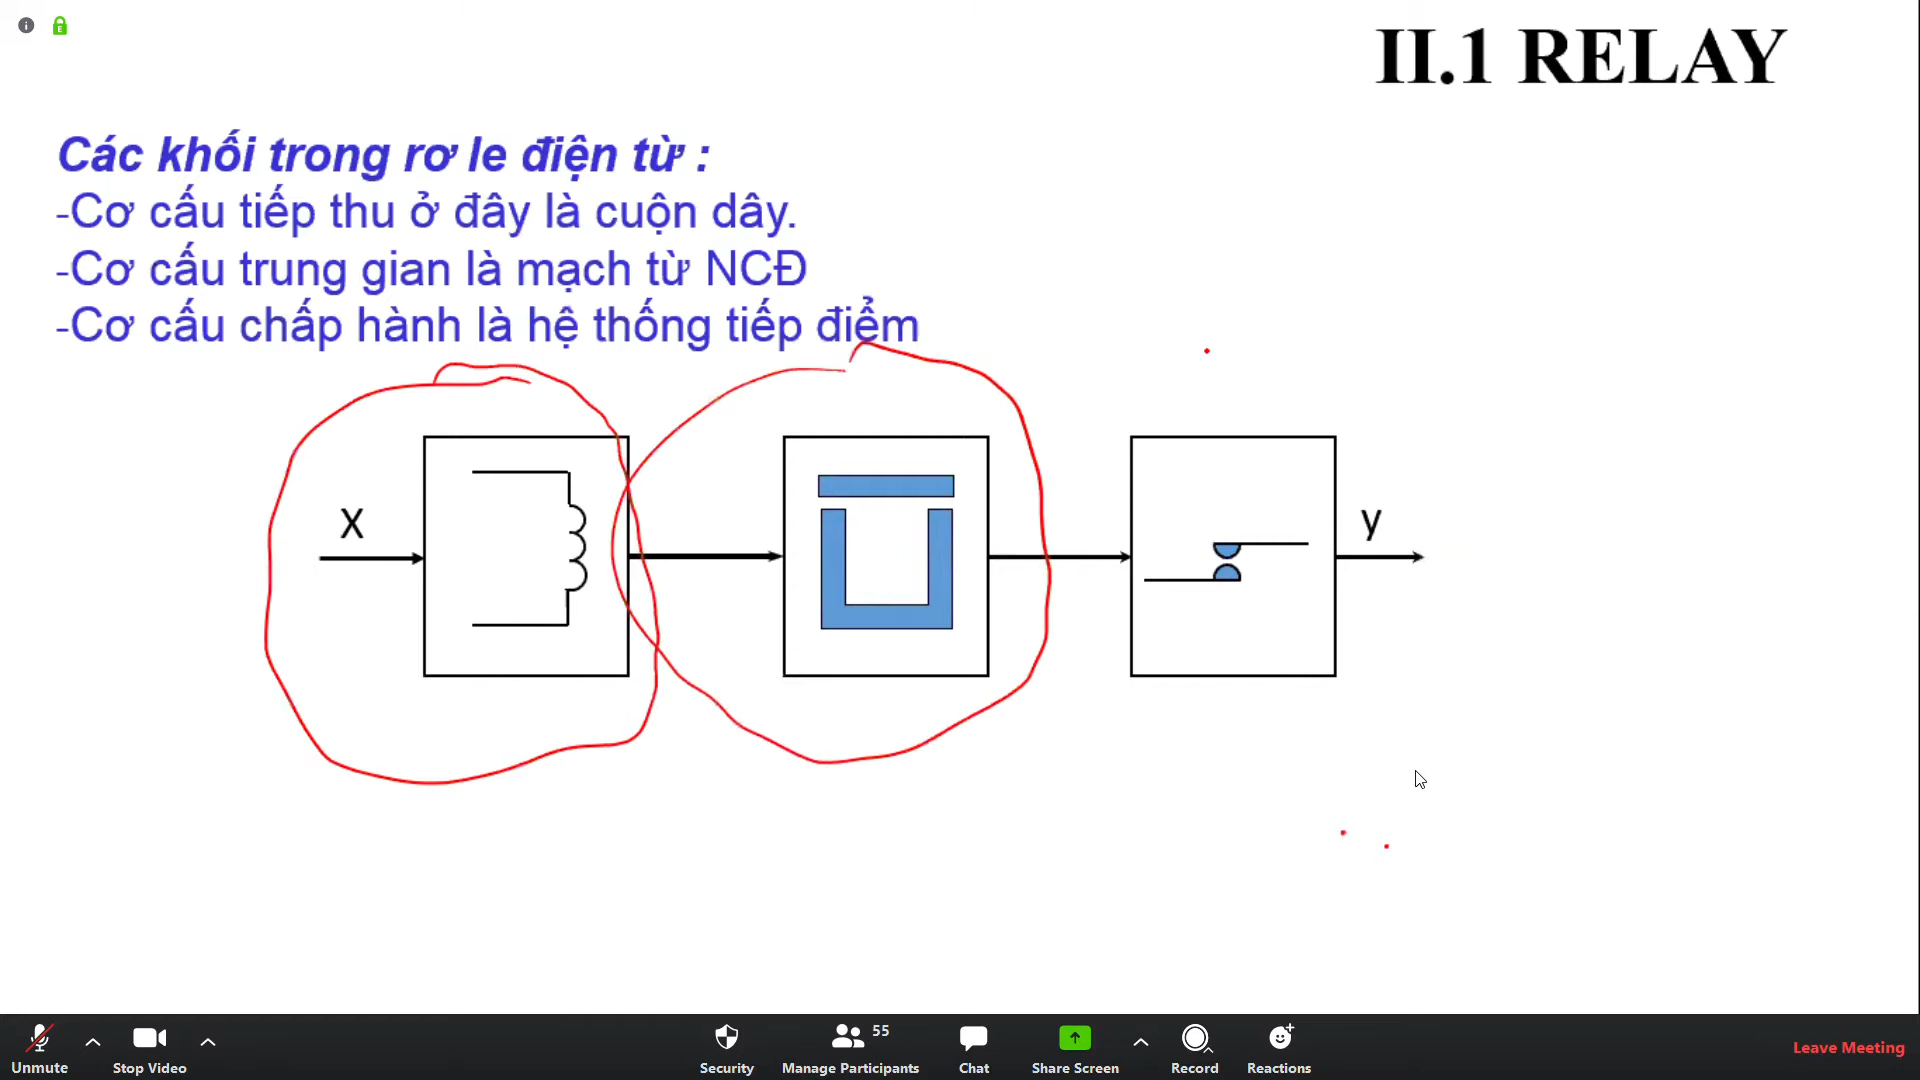 II.1 RELAY
Các khối trong rơ le điện từ :
-Cơ cấu tiếp thu ở đây là cuộn dây.
-Cơ cấu trung gian là mạch từ NCĐ
-Cơ cấu chấp hành là hệ thống tiếp điểm
X
y
Unmute
Stop Video
Security
55
Manage Participants
Chat
Share Screen
Record
Reactions
Leave Meeting